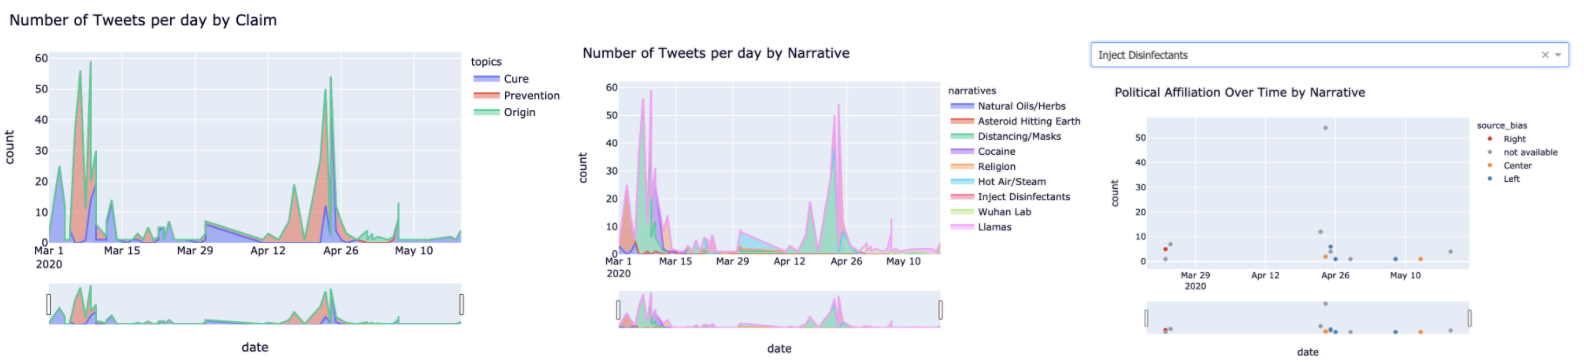 Number of Tweets per day by Claim
60
50
40
30
20
10
0
count
Mar 1
2020
Mar 15
Mar 29
Apr 12
Apr 26
May 10
date
topics
Cure
Prevention
Origin
Number of Tweets per day by Narrative
60
50
40
30
20
10
0
count
Mar 1
2020
Mar 15
Mar 29
Apr 12
Apr 26
May 10
date
narratives
Natural Oils/Herbs
Asteroid Hitting Earth
Distancing/Masks
Cocaine
Religion
Hot Air/Steam
Inject Disinfectants
Wuhan Lab
Llamas
Inject Disinfectants
Political Affiliation Over Time by Narrative
50
40
30
20
10
0
count
Mar 29
2020
Apr 12
Apr 26
May 10
date
source_bias
Right
not available
Center
Left